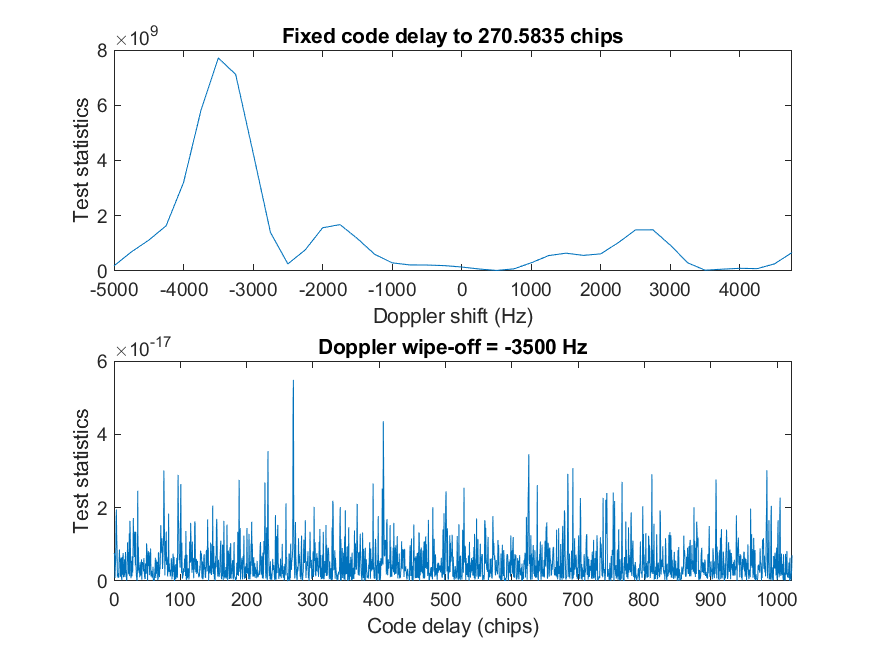 ×10^9
Fixed code delay to 270.5835 chips
8
6
4
2
0
Test statistics
-5000 -4000 -3000 -2000 -1000 0 1000 2000 3000 4000
Doppler shift (Hz)
×10^-17
Doppler wipe-off = -3500 Hz
6
4
2
0
Test statistics
0 100 200 300 400 500 600 700 800 900 1000
Code delay (chips)